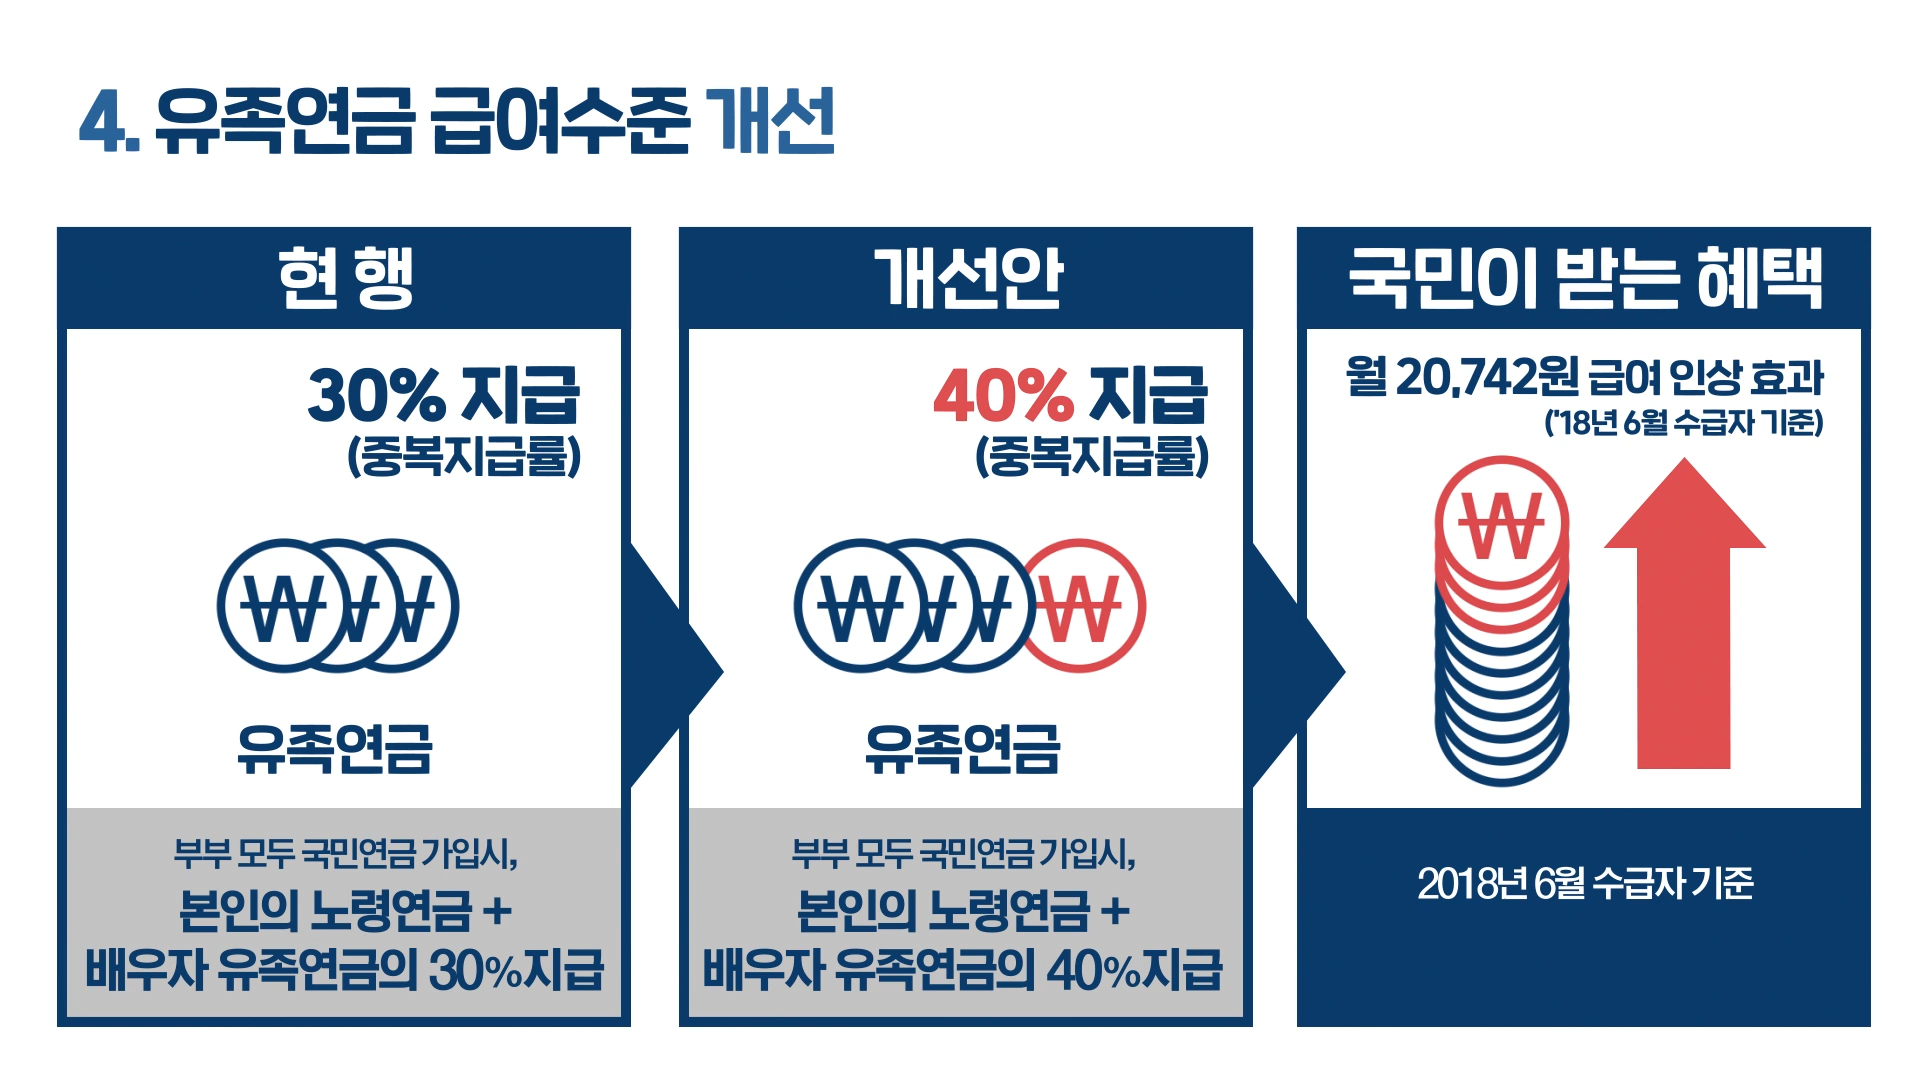 4. 유족연금 급여수준 개선
현 행
30% 지급
(중복지급률)
₩ ₩ ₩
유족연금
부부 모두 국민연금 가입시,
본인의 노령연금 +
배우자 유족연금의 30%지급
개선안
40% 지급
(중복지급률)
₩ ₩ ₩ ₩
유족연금
부부 모두 국민연금 가입시,
본인의 노령연금 +
배우자 유족연금의 40%지급
국민이 받는 혜택
월 20,742원 급여 인상 효과
('18년 6월 수급자 기준)
₩
2018년 6월 수급자 기준